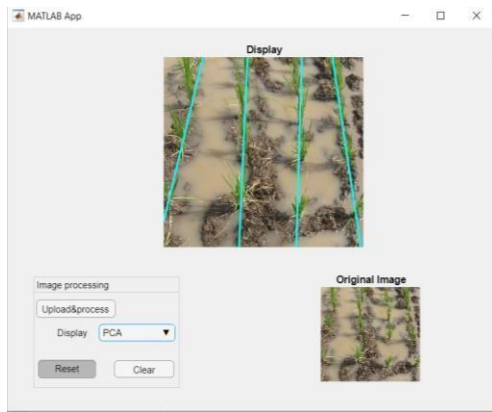 MATLAB App
Display
Image processing
Upload&process
Display PCA
Reset Clear
Original Image